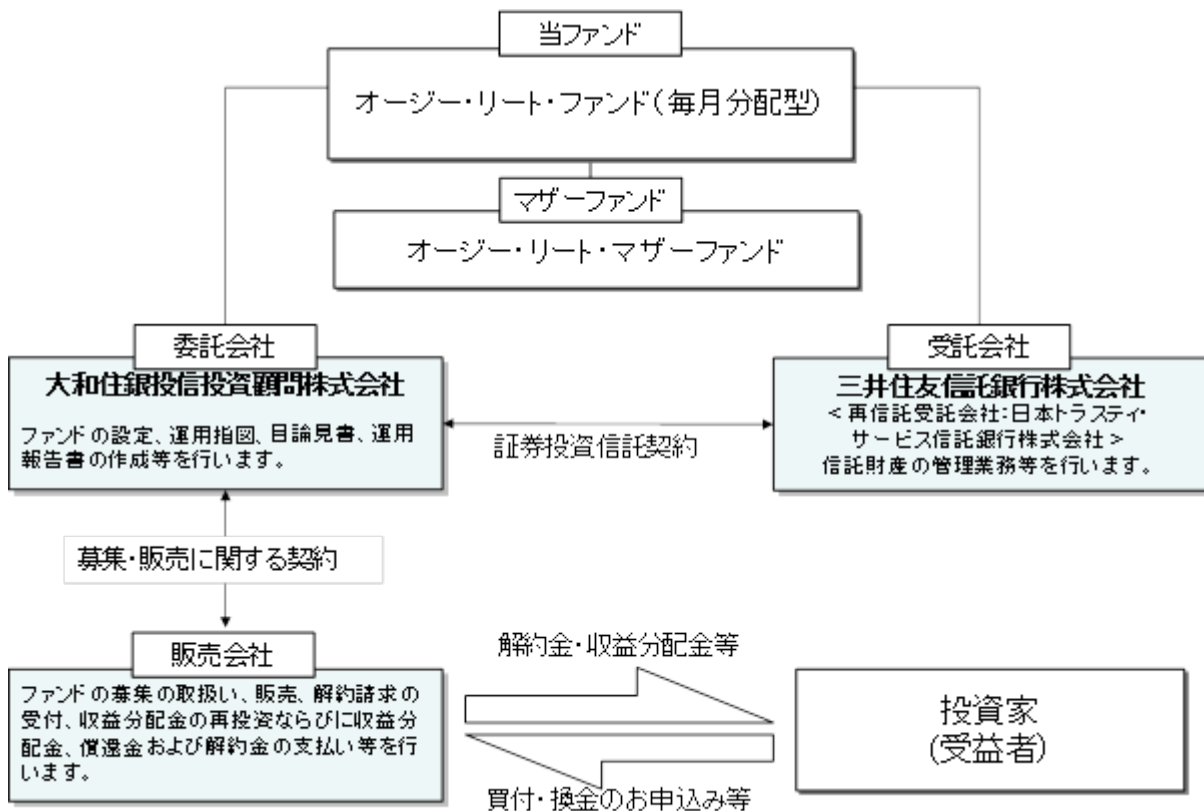 当ファンド
オージー・リート・ファンド(毎月分配型)
マザーファンド
オージー・リート・マザーファンド
委託会社
大和住銀投信投資顧問株式会社
ファンドの設定、運用指図、目論見書、運用
報告書の作成等を行います。
証券投資信託契約
受託会社
三井住友信託銀行株式会社
<再信託受託会社:日本トラスティ・
サービス信託銀行株式会社>
信託財産の管理業務等を行います。
募集・販売に関する契約
販売会社
ファンドの募集の取扱い、販売、解約請求の
受付、収益分配金の再投資ならびに収益分
配金、償還金および解約金の支払い等を行
います。
解約金・収益分配金等
買付・換金のお申込み等
投資家
(受益者)